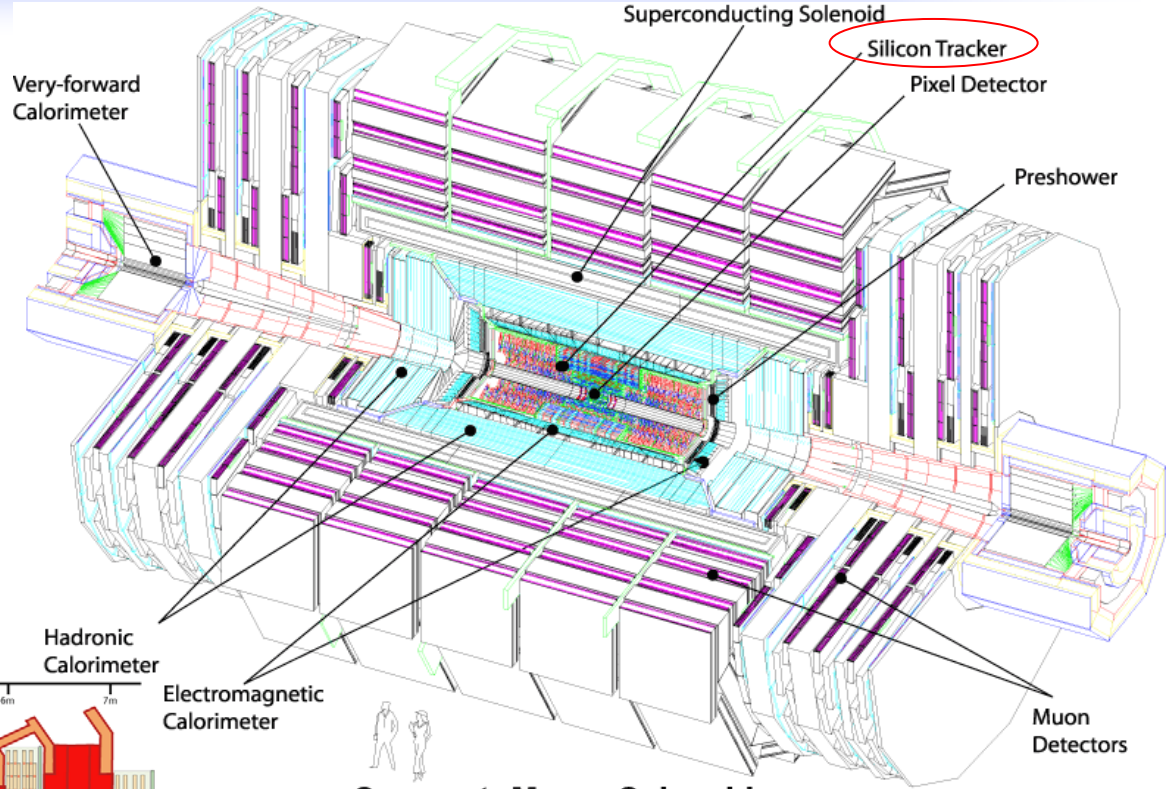 Superconducting Solenoid
Silicon Tracker
Pixel Detector
Very-forward
Calorimeter
Preshower
Hadronic
Calorimeter
6m 7m
Electromagnetic
Calorimeter
Muon
Detectors